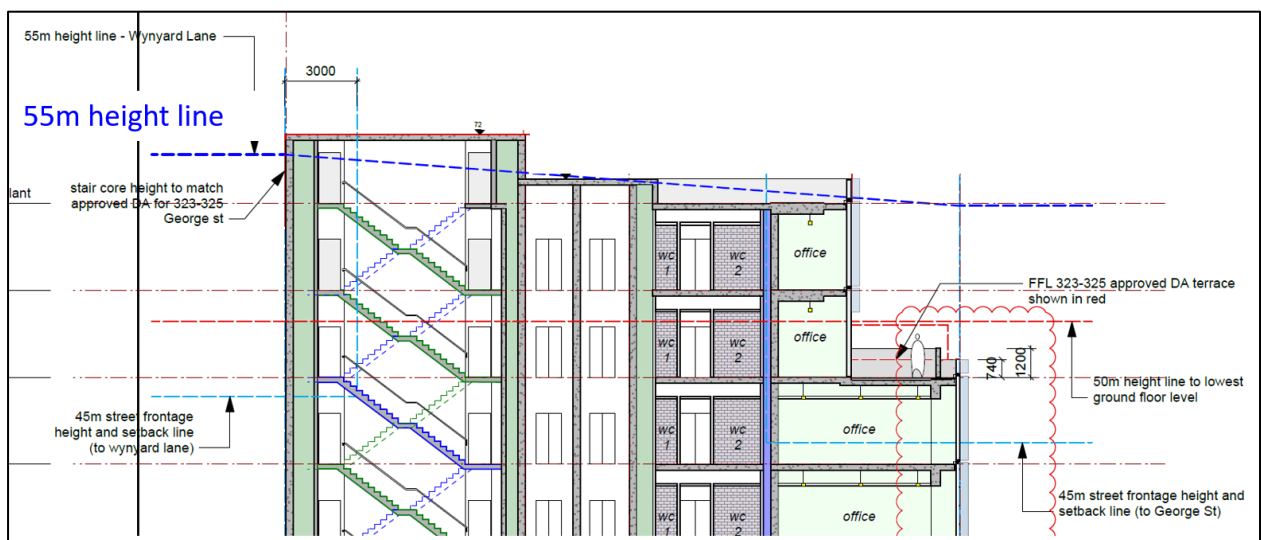 55m height line - Wynyard Lane
3000
55m height line
72
stair core height to match
approved DA for 323-325
George st
lant
wc
1
wc
2
office
FFL 323-325 approved DA terrace
shown in red
wc
1
wc
2
office
740
1200
50m height line to lowest
ground floor level
45m street frontage
height and setback line
(to wynyard lane)
wc
1
wc
2
office
45m street frontage height and
setback line (to George St)
wc
1
wc
2
office